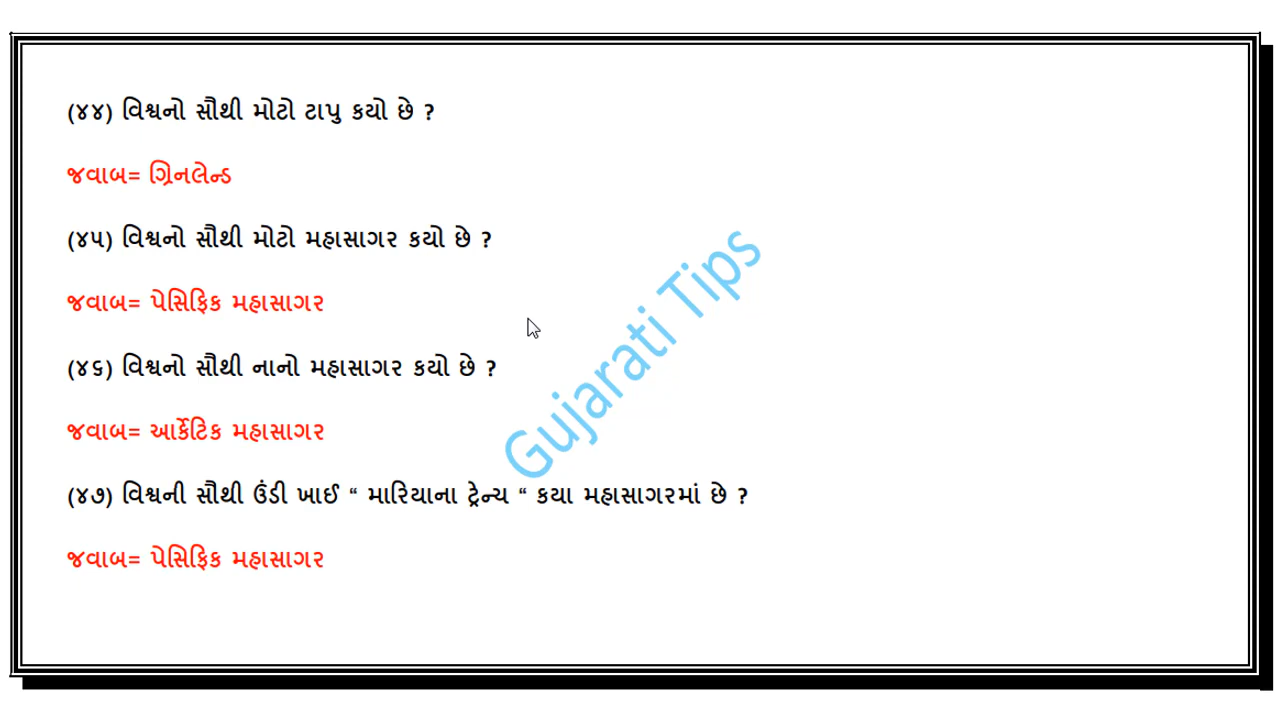 (૪૪) વિશ્વનો સૌથી મોટો ટાપુ કયો છે ?
જવાબ= ગ્રિનલેન્ડ
(૪૫) વિશ્વનો સૌથી મોટો મહાસાગર કયો છે ?
જવાબ= પેસિફિક મહાસાગર
(૪૬) વિશ્વનો સૌથી નાનો મહાસાગર કયો છે ?
જવાબ= આર્કેટિક મહાસાગર
(૪૭) વિશ્વની સૌથી ઉંડી ખાઈ “ મારિયાના ટ્રેન્ચ “ કયા મહાસાગરમાં છે ?
જવાબ= પેસિફિક મહાસાગર
Gujarati Tips